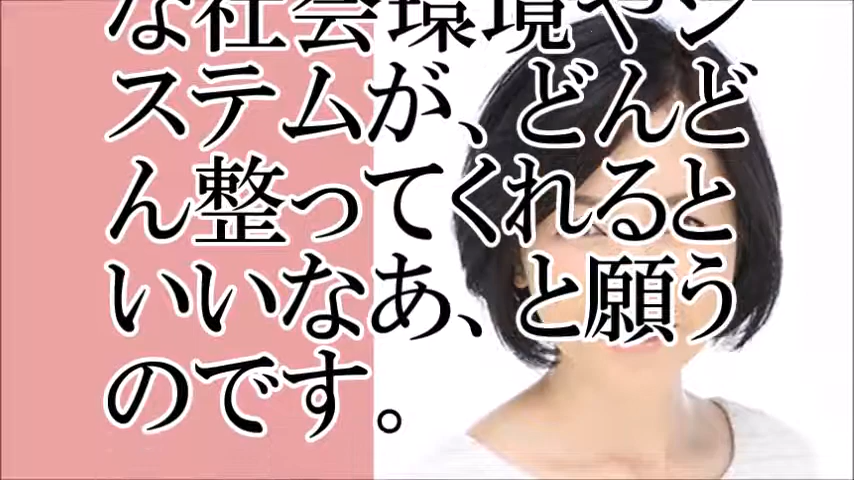 な社会環境やシ
ステムが、どんど
ん整ってくれると
いいなあ、と願う
のです。